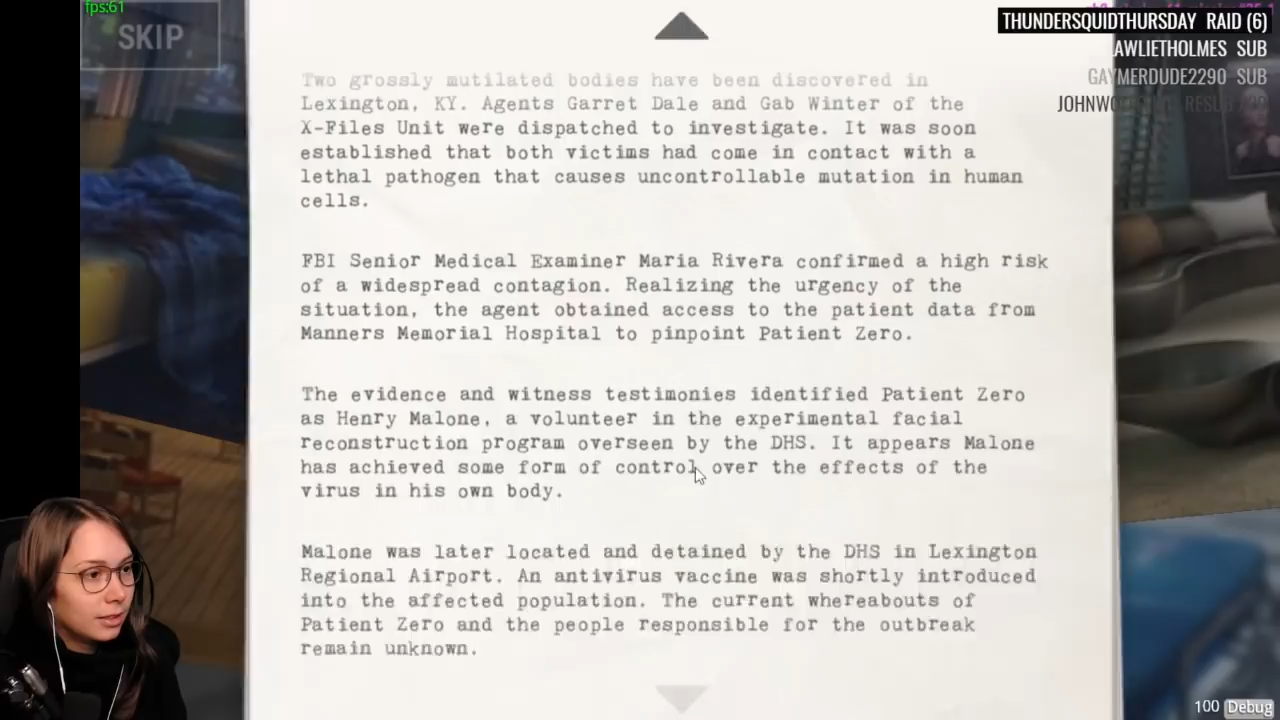 fps:61
SKIP
THUNDERSQUIDTHURSDAY RAID (6)
AWLIETHOLMES SUB
GAYMERDUDE2290 SUB
Two grossly mutilated bodies have been discovered in
Lexington, KY. Agents Garret Dale and Gab Winter of the
X-Files Unit were dispatched to investigate. It was soon
established that both victims had come in contact with a
lethal pathogen that causes uncontrollable mutation in human
cells.
FBI Senior Medical Examiner Maria Rivera confirmed a high risk
of a widespread contagion. Realizing the urgency of the
situation, the agent obtained access to the patient data from
Manners Memorial Hospital to pinpoint Patient Zero.
The evidence and witness testimonies identified Patient Zero
as Henry Malone, a volunteer in the experimental facial
reconstruction program overseen by the DHS. It appears Malone
has achieved some form of control over the effects of the
virus in his own body.
Malone was later located and detained by the DHS in Lexington
Regional Airport. An antivirus vaccine was shortly introduced
into the affected population. The current whereabouts of
Patient Zero and the people responsible for the outbreak
remain unknown.
100 Debug